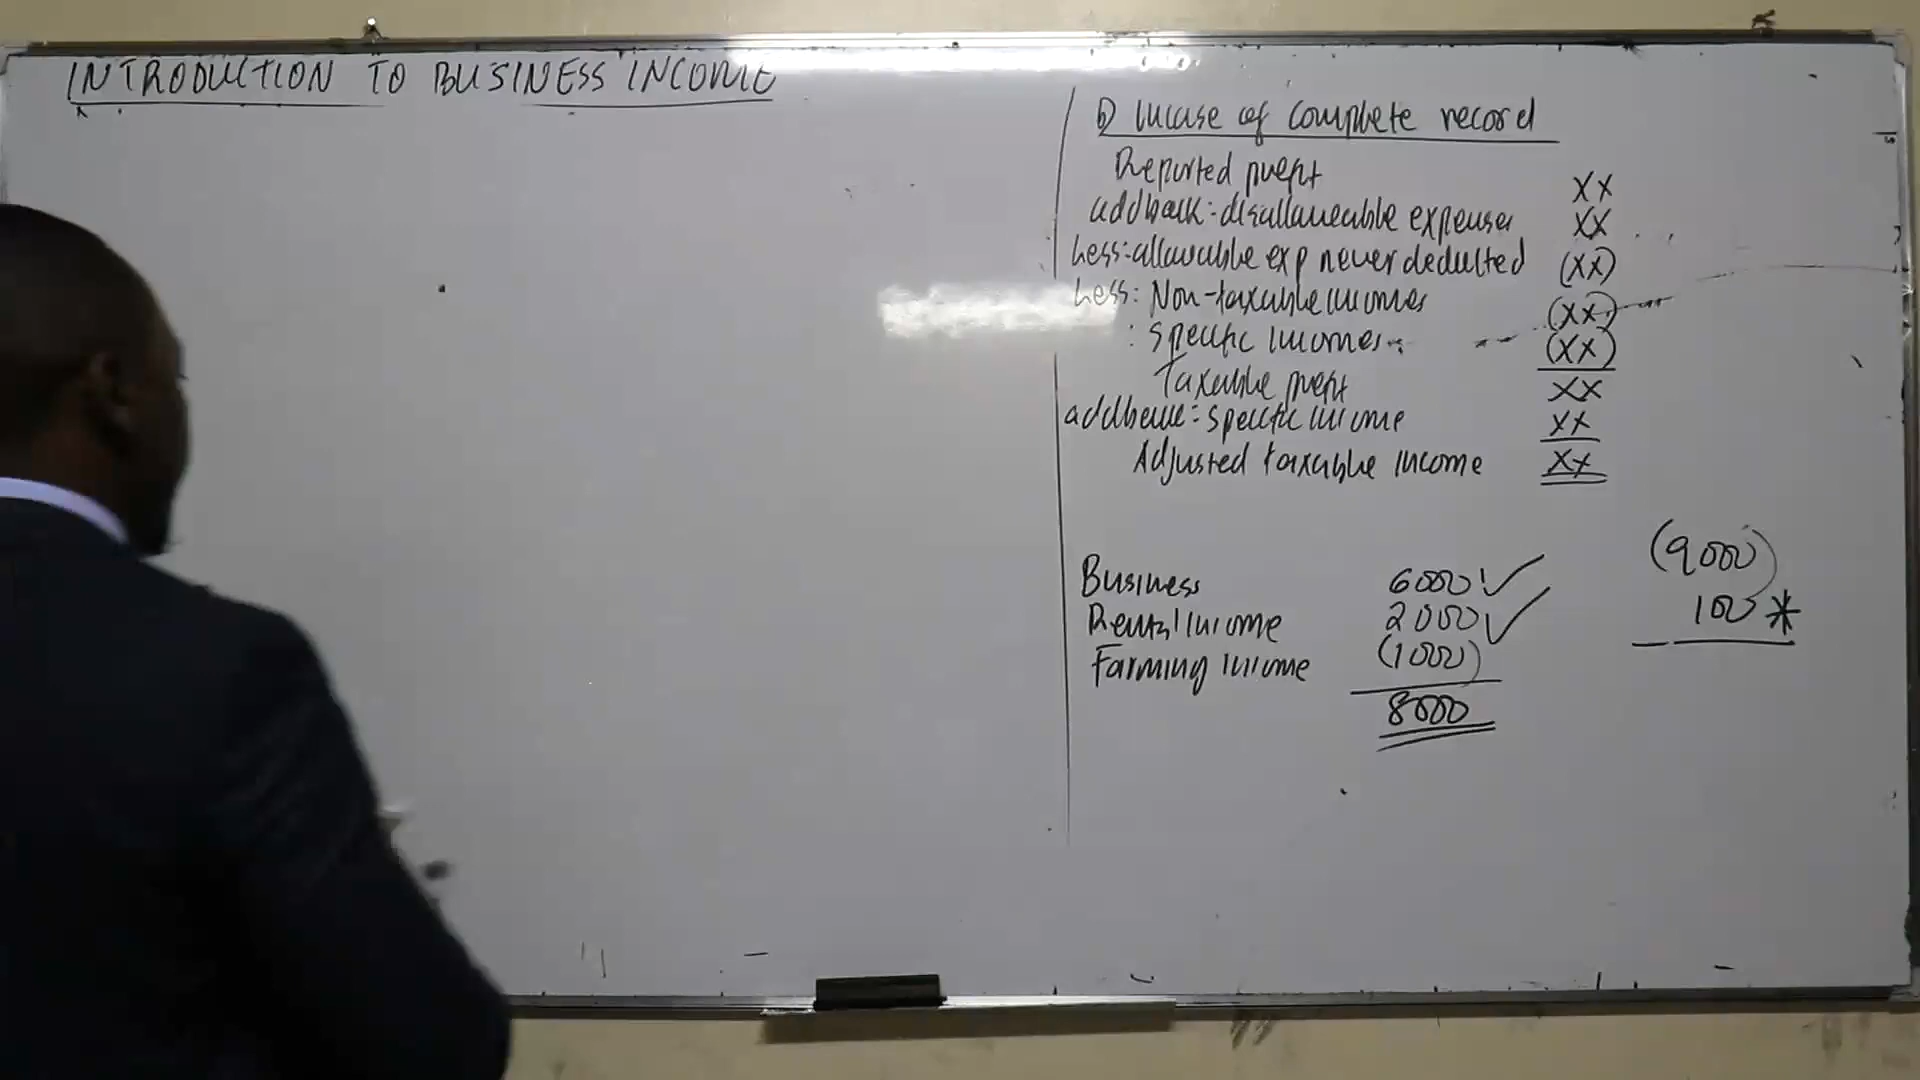 INTRODUCTION TO BUSINESS INCOME
b) Incase of complete record
Reported profit XX
addback: disallowable expenses XX
Less: allowable exp never deducted (XX)
Less: Non-taxable incomes (XX)
: Specific incomes (XX)
Taxable profit XX
addback: specific income XX
Adjusted taxable income XX
Business 6000
Rental income 2000
Farming income (1000)
8000
(9000)
100 *